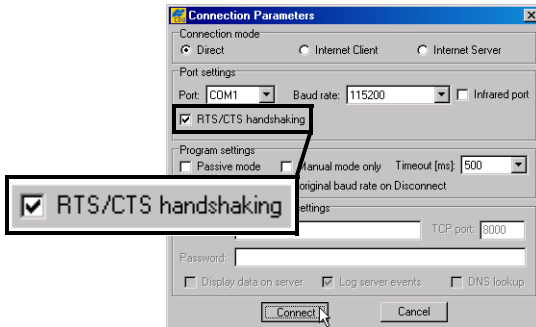 Connection Parameters
Connection mode
Direct Internet Client Internet Server
Port settings
Port: COM1 Baud rate: 115200 Infrared port
RTS/CTS handshaking
Program settings
Passive mode Manual mode only Timeout [ms]: 500
RTS/CTS handshaking
original baud rate on Disconnect
settings
TCP port: 8000
Password:
Display data on server Log server events DNS lookup
Connect Cancel